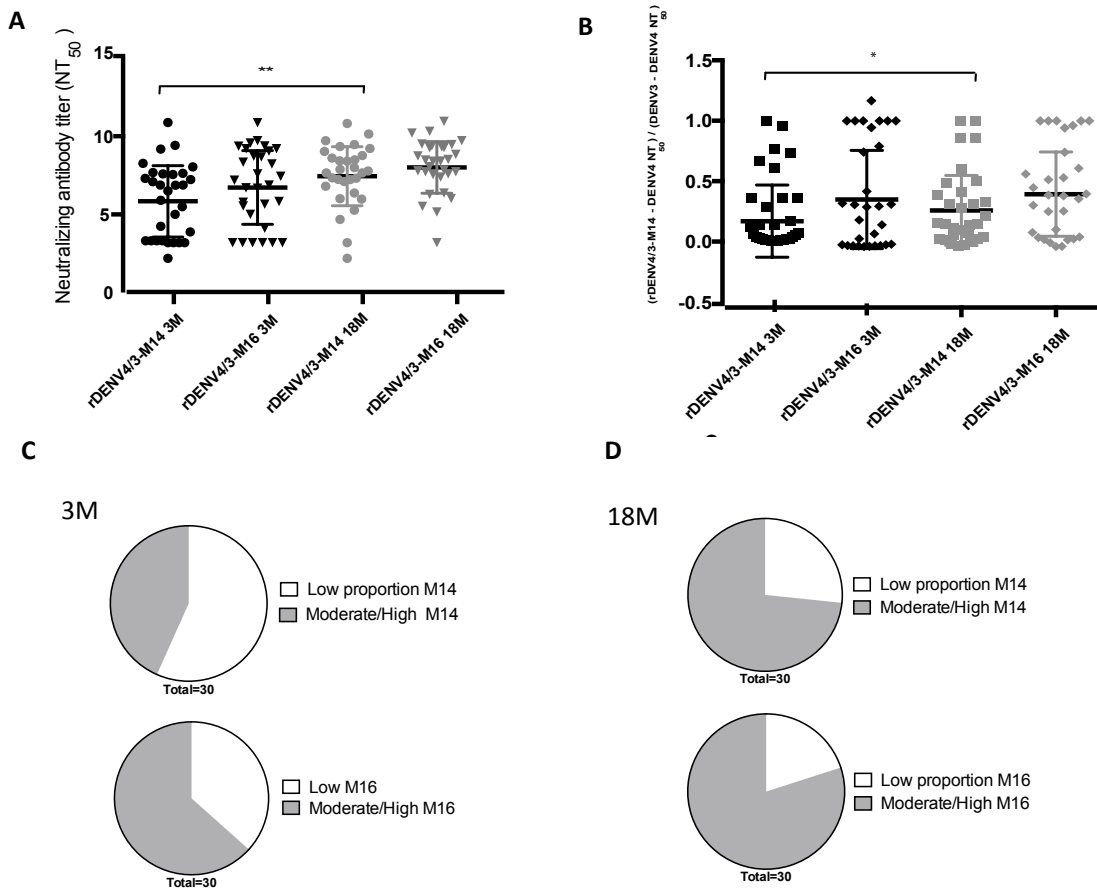 A
Neutralizing antibody titer (NT50)
15
10
5
0
**
rDENV4/3-M14 3M
rDENV4/3-M16 3M
rDENV4/3-M14 18M
rDENV4/3-M16 18M
B
(rDENV4/3-M14 - DENV4 NT50) / (DENV3 - DENV4 NT50)
1.5
1.0
0.5
0.0
-0.5
*
rDENV4/3-M14 3M
rDENV4/3-M16 3M
rDENV4/3-M14 18M
rDENV4/3-M16 18M
C
3M
Low proportion M14
Moderate/High M14
Total=30
Low M16
Moderate/High M16
Total=30
D
18M
Low proportion M14
Moderate/High M14
Total=30
Low proportion M16
Moderate/High M16
Total=30